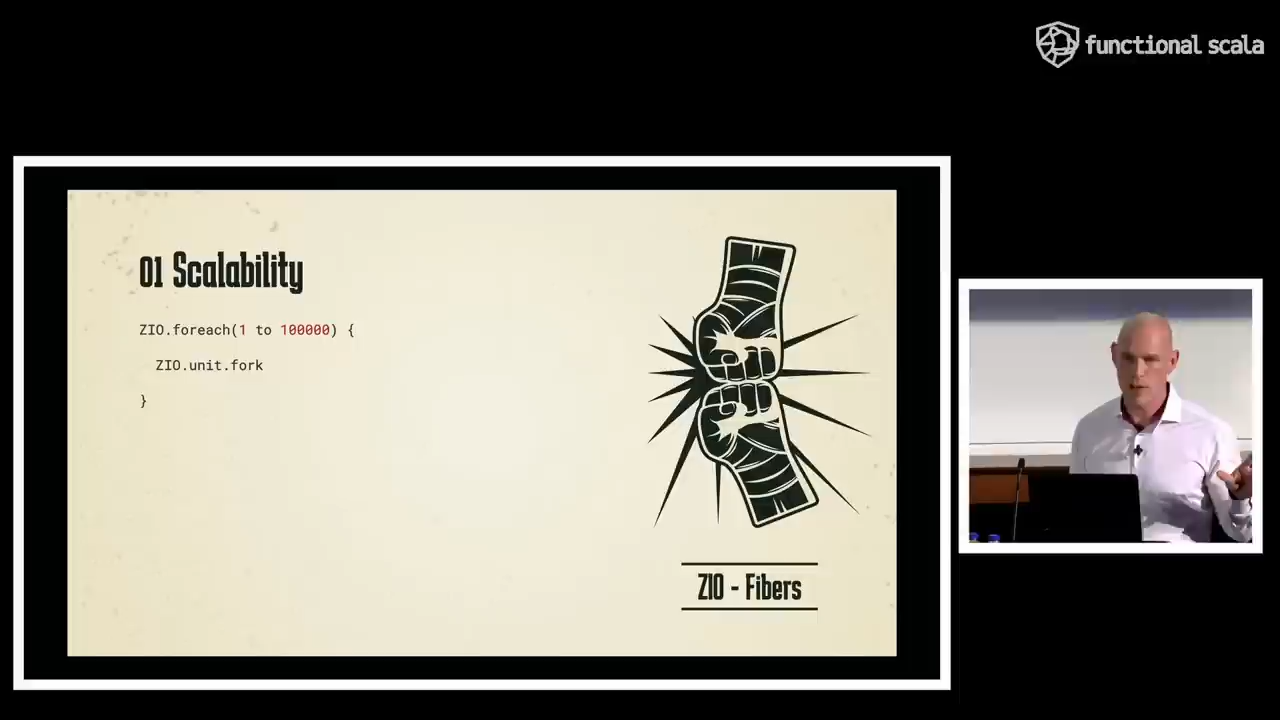 functional scala
01 Scalability
ZIO.foreach(1 to 100000) {
ZIO.unit.fork
}
ZIO - Fibers